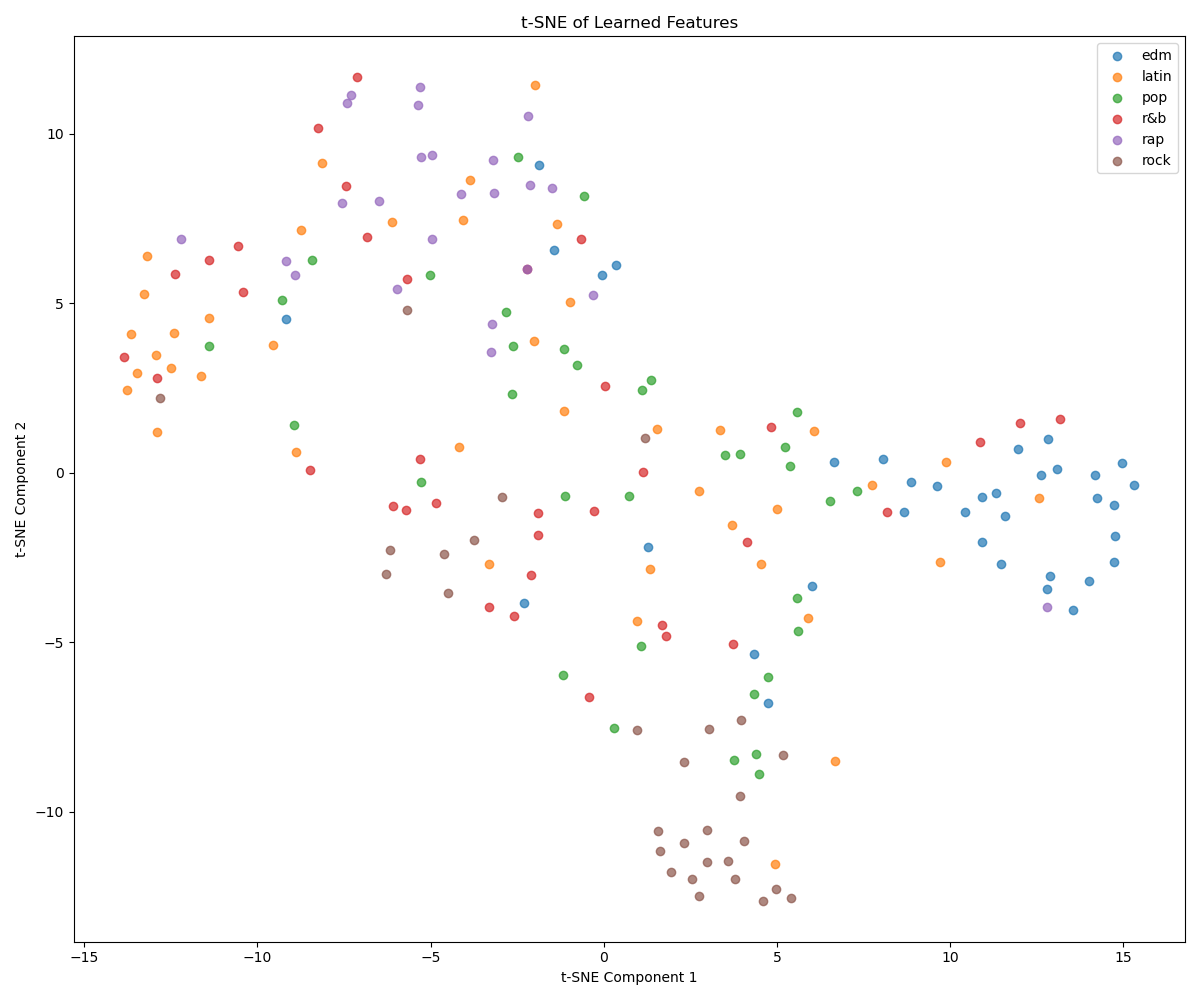 t-SNE of Learned Features
edm
latin
pop
r&b
rap
rock
10
5
0
−5
−10
t-SNE Component 2
−15
−10
−5
0
5
10
15
t-SNE Component 1